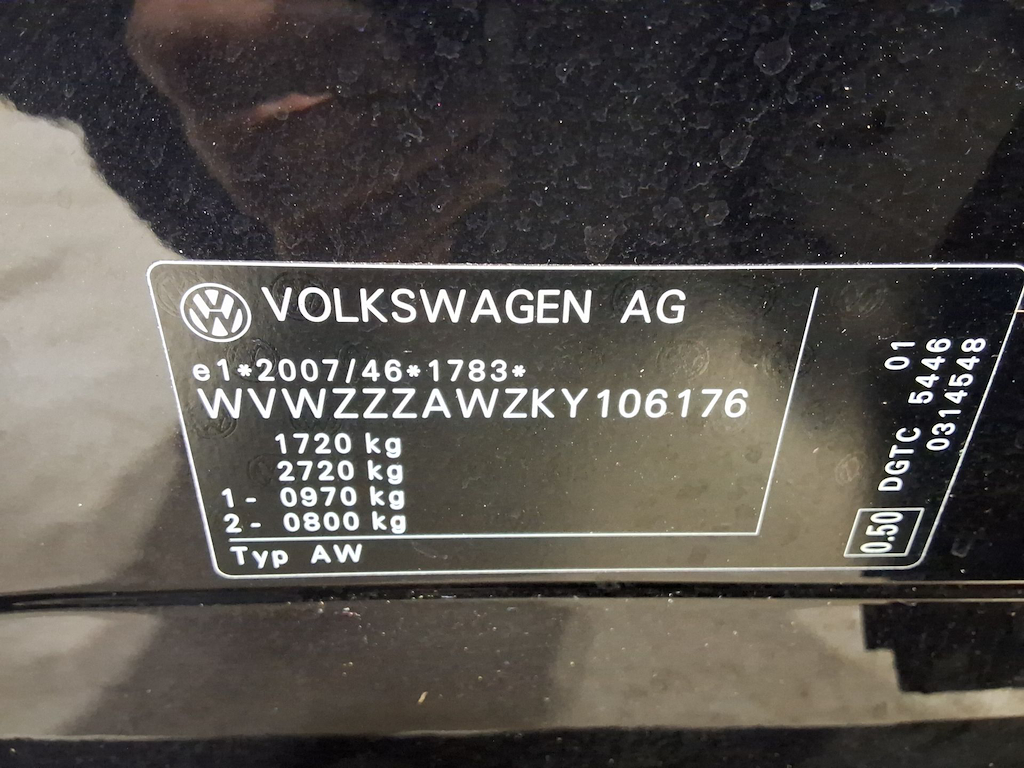 VOLKSWAGEN AG
e1*2007/46*1783*
WVWZZZAWZKY106176
1720 kg
2720 kg
1- 0970 kg
2- 0800 kg
Typ AW
DGTC 5446 01
0314548
0.50